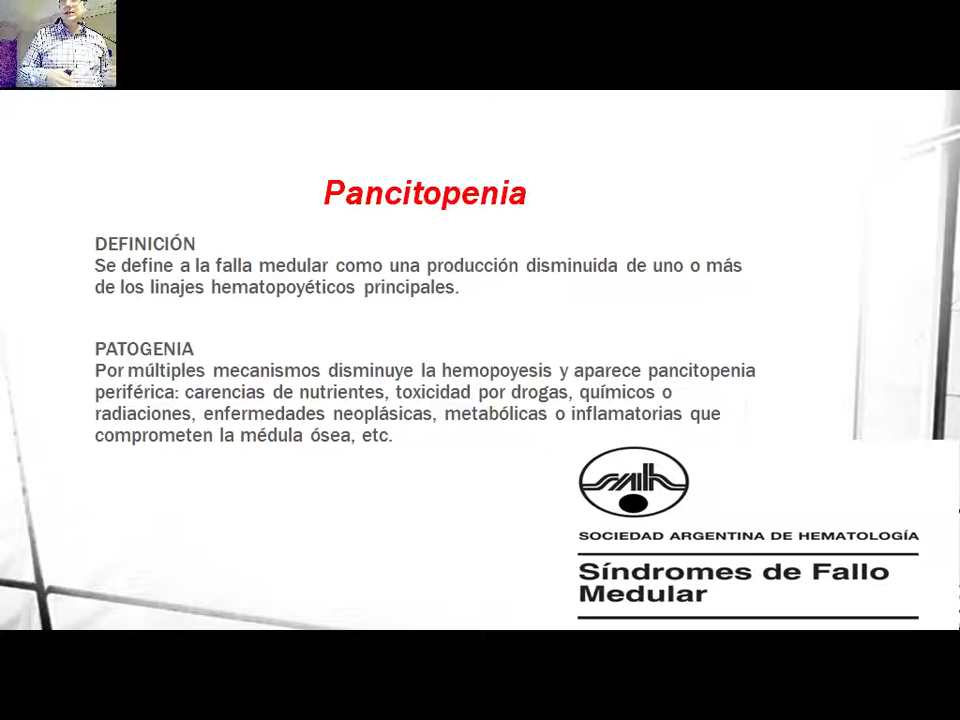 Pancitopenia
DEFINICIÓN
Se define a la falla medular como una producción disminuida de uno o más
de los linajes hematopoyéticos principales.
PATOGENIA
Por múltiples mecanismos disminuye la hemopoyesis y aparece pancitopenia
periférica: carencias de nutrientes, toxicidad por drogas, químicos o
radiaciones, enfermedades neoplásicas, metabólicas o inflamatorias que
comprometen la médula ósea, etc.
sah
SOCIEDAD ARGENTINA DE HEMATOLOGÍA
Síndromes de Fallo
Medular